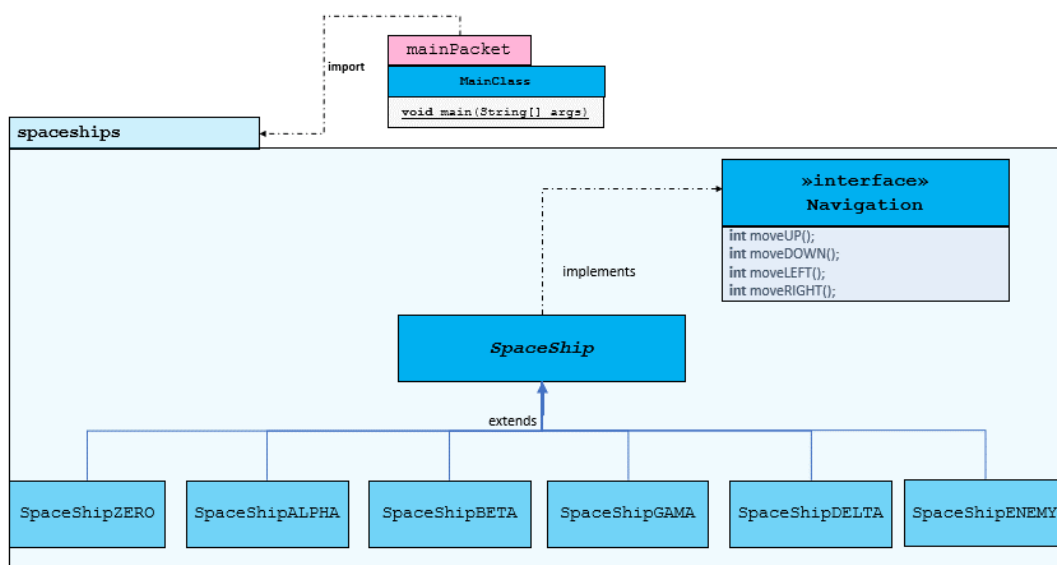 mainPacket
import
MainClass
void main(String[] args)
spaceships
»interface»
Navigation
int moveUP();
int moveDOWN();
int moveLEFT();
int moveRIGHT();
implements
SpaceShip
extends
SpaceShipZERO
SpaceShipALPHA
SpaceShipBETA
SpaceShipGAMA
SpaceShipDELTA
SpaceShipENEMY